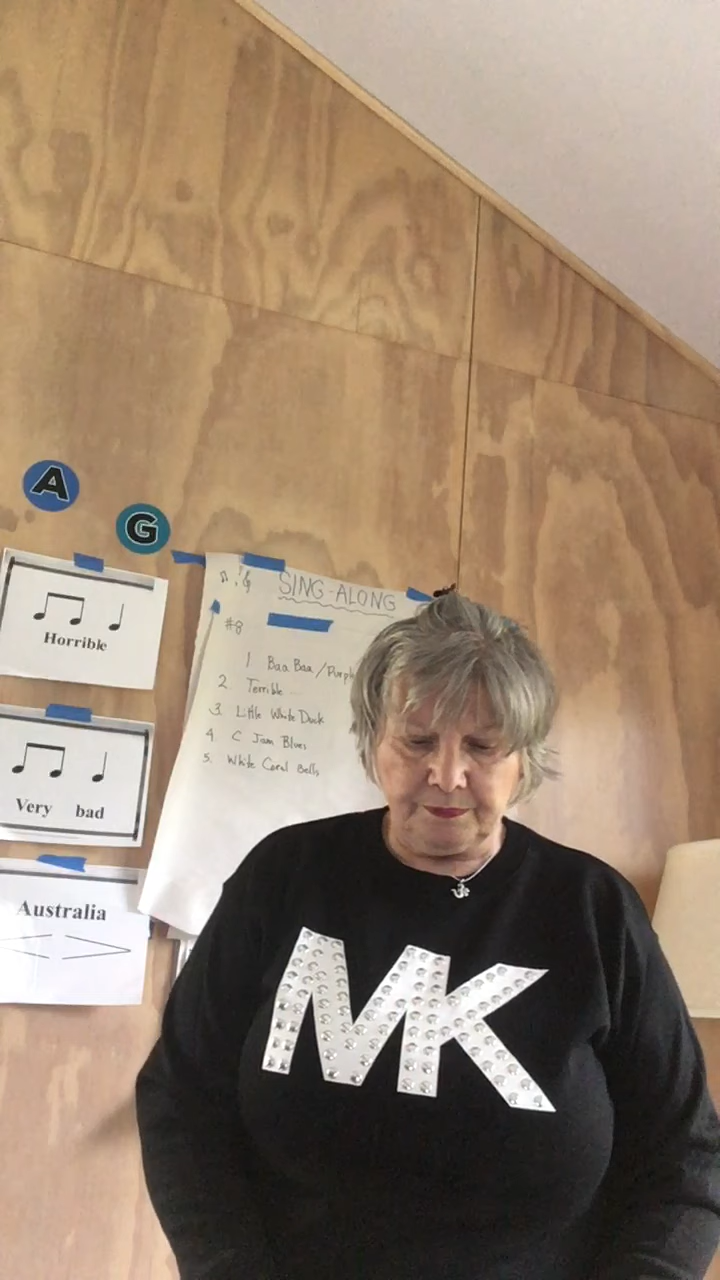 A
G
Horrible
Very bad
Australia
SING-ALONG
#8
1 Baa Baa / Purple
2. Terrible
3. Little White Duck
4. C Jam Blues
5. White Coral Bells
MK